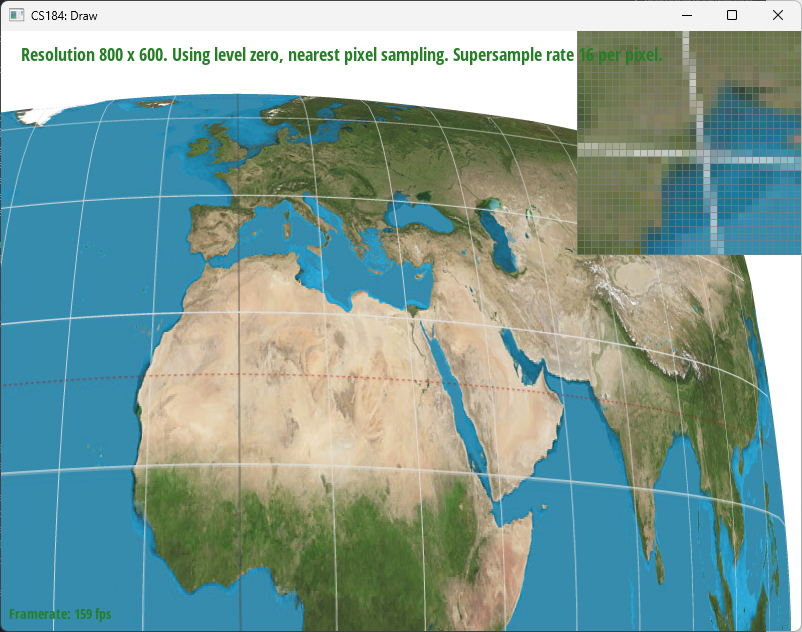 CS184: Draw
Resolution 800 x 600. Using level zero, nearest pixel sampling. Supersample rate 16 per pixel.
Framerate: 159 fps